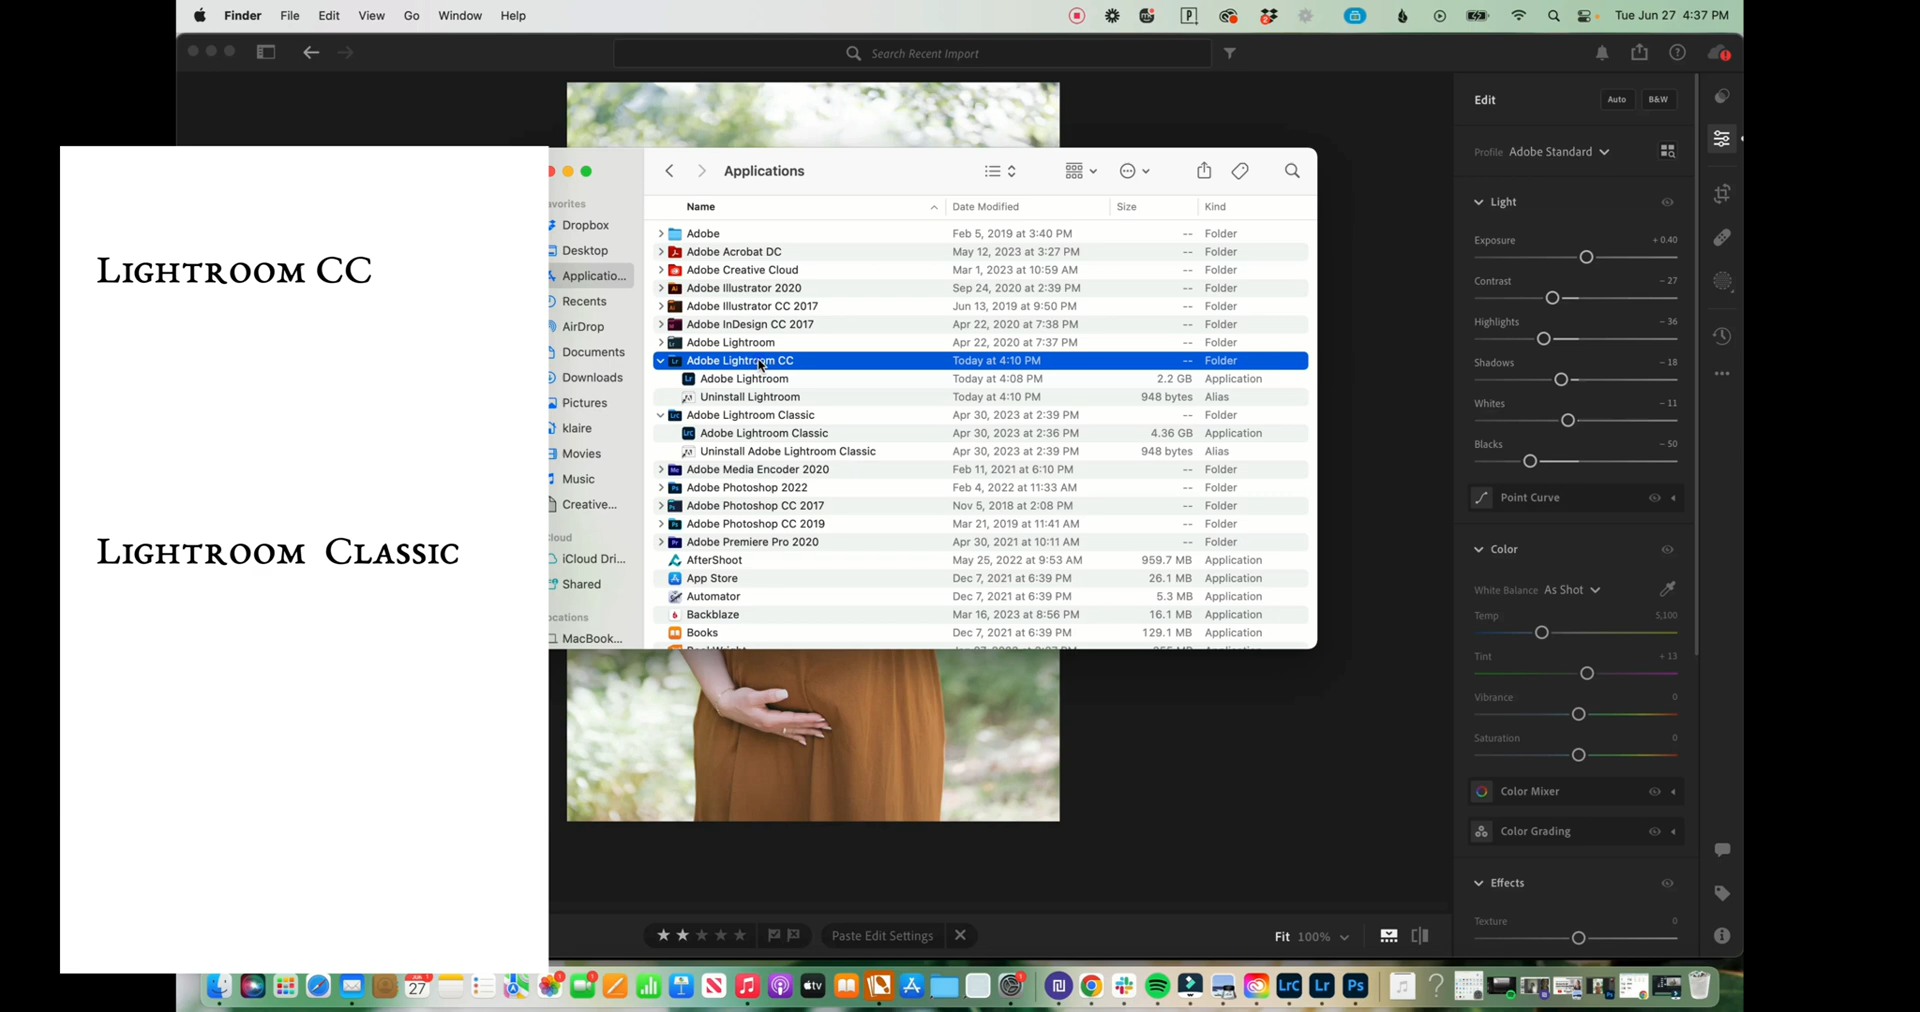 Finder File Edit View Go Window Help
Tue Jun 27 4:37 PM
Search Recent Import
LIGHTROOM CC
LIGHTROOM CLASSIC
avorites
Dropbox
Desktop
Applicatio...
Recents
AirDrop
Documents
Downloads
Pictures
klaire
Movies
Music
Creative...
Cloud
iCloud Dri...
Shared
ocations
MacBook...
Applications
Name Date Modified Size Kind
Adobe Feb 5, 2019 at 3:40 PM -- Folder
Adobe Acrobat DC May 12, 2023 at 3:27 PM -- Folder
Adobe Creative Cloud Mar 1, 2023 at 10:59 AM -- Folder
Adobe Illustrator 2020 Sep 24, 2020 at 2:39 PM -- Folder
Adobe Illustrator CC 2017 Jun 13, 2019 at 9:50 PM -- Folder
Adobe InDesign CC 2017 Apr 22, 2020 at 7:38 PM -- Folder
Adobe Lightroom Apr 22, 2020 at 7:37 PM -- Folder
Adobe Lightroom CC Today at 4:10 PM -- Folder
Adobe Lightroom Today at 4:08 PM 2.2 GB Application
Uninstall Lightroom Today at 4:10 PM 948 bytes Alias
Adobe Lightroom Classic Apr 30, 2023 at 2:39 PM -- Folder
Adobe Lightroom Classic Apr 30, 2023 at 2:36 PM 4.36 GB Application
Uninstall Adobe Lightroom Classic Apr 30, 2023 at 2:39 PM 948 bytes Alias
Adobe Media Encoder 2020 Feb 11, 2021 at 6:10 PM -- Folder
Adobe Photoshop 2022 Feb 4, 2022 at 11:33 AM -- Folder
Adobe Photoshop CC 2017 Nov 5, 2018 at 2:08 PM -- Folder
Adobe Photoshop CC 2019 Mar 21, 2019 at 11:41 AM -- Folder
Adobe Premiere Pro 2020 Apr 30, 2021 at 10:11 AM -- Folder
AfterShoot May 25, 2022 at 9:53 AM 959.7 MB Application
App Store Dec 7, 2021 at 6:39 PM 26.1 MB Application
Automator Dec 7, 2021 at 6:39 PM 5.3 MB Application
Backblaze Mar 16, 2023 at 8:56 PM 16.1 MB Application
Books Dec 7, 2021 at 6:39 PM 129.1 MB Application
Edit Auto B&W
Profile Adobe Standard
Light
Exposure + 0.40
Contrast - 27
Highlights - 36
Shadows - 18
Whites - 11
Blacks - 50
Point Curve
Color
White Balance As Shot
Temp 5,100
Tint + 13
Vibrance 0
Saturation 0
Color Mixer
Color Grading
Effects
Texture 0
Paste Edit Settings
Fit 100%
JUN
27
tv
LrC Lr Ps